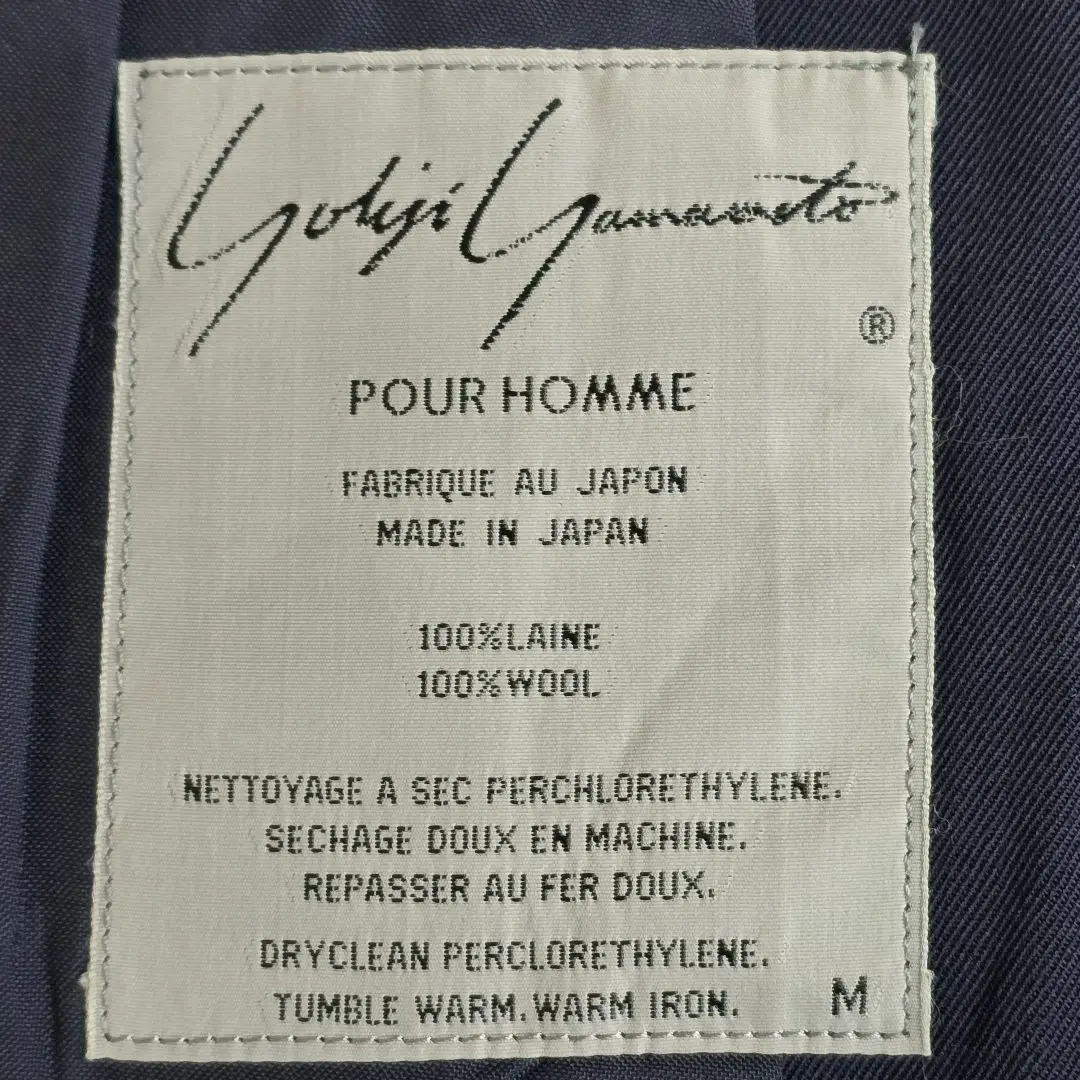 Yohji Yamamoto
®
POUR HOMME
FABRIQUE AU JAPON
MADE IN JAPAN
100%LAINE
100%WOOL
NETTOYAGE A SEC PERCHLORETHYLENE.
SECHAGE DOUX EN MACHINE.
REPASSER AU FER DOUX.
DRYCLEAN PERCLORETHYLENE.
TUMBLE WARM.WARM IRON. M